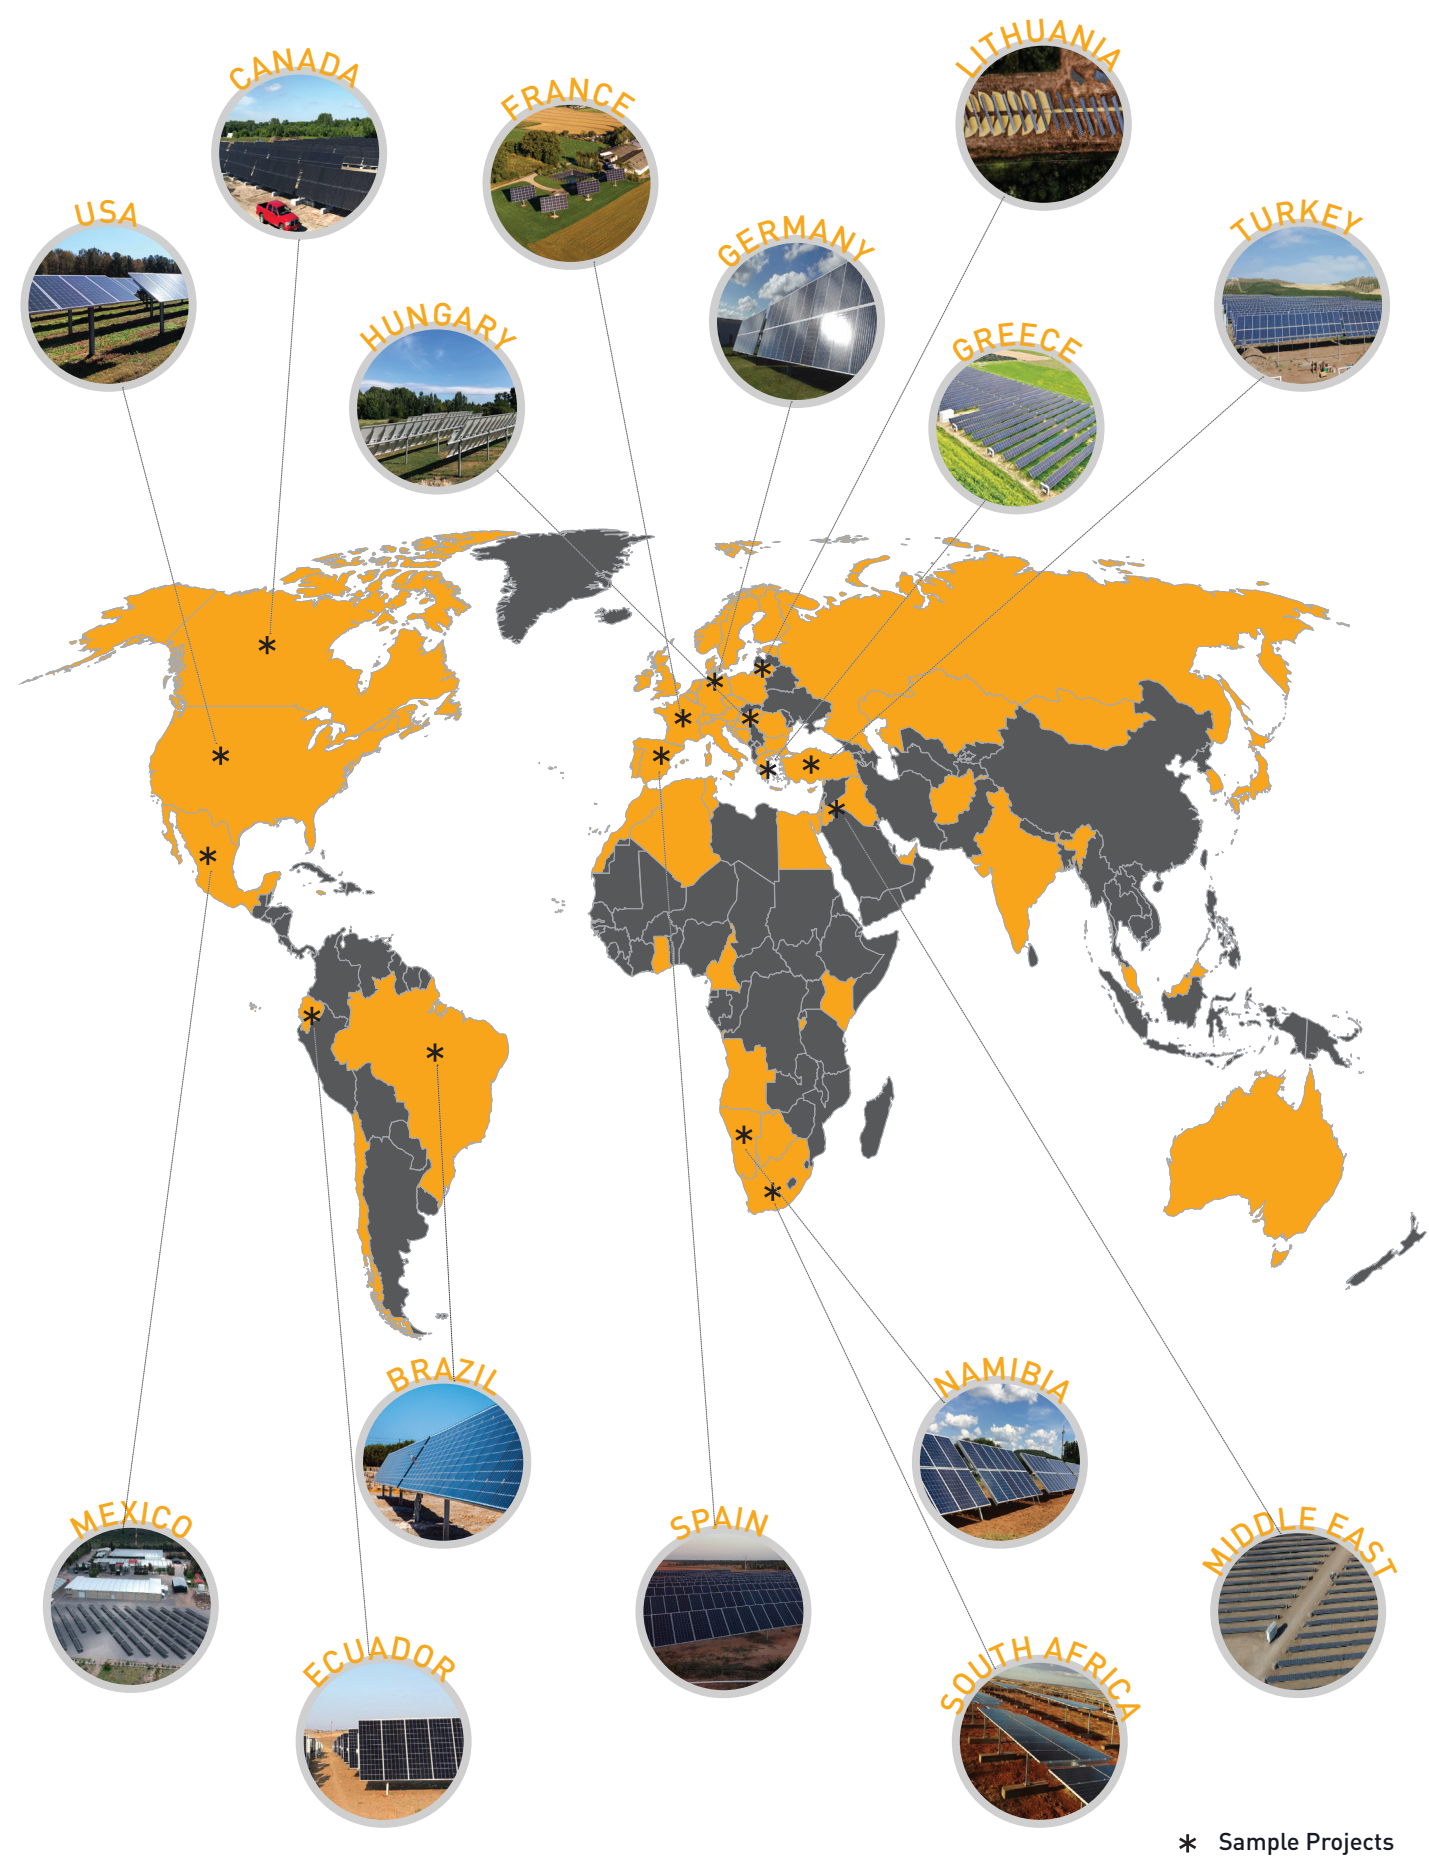 LITHUANIA
CANADA
FRANCE
USA
TURKEY
GERMANY
HUNGARY
GREECE
BRAZIL
NAMIBIA
MEXICO
SPAIN
MIDDLE EAST
ECUADOR
SOUTH AFRICA
* Sample Projects